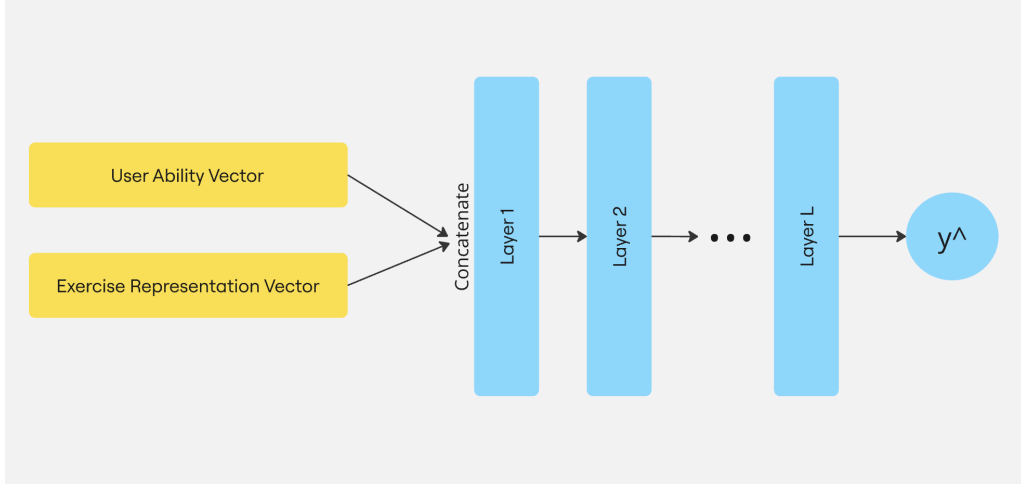 User Ability Vector
Exercise Representation Vector
Concatenate
Layer 1
Layer 2
•••
Layer L
y^